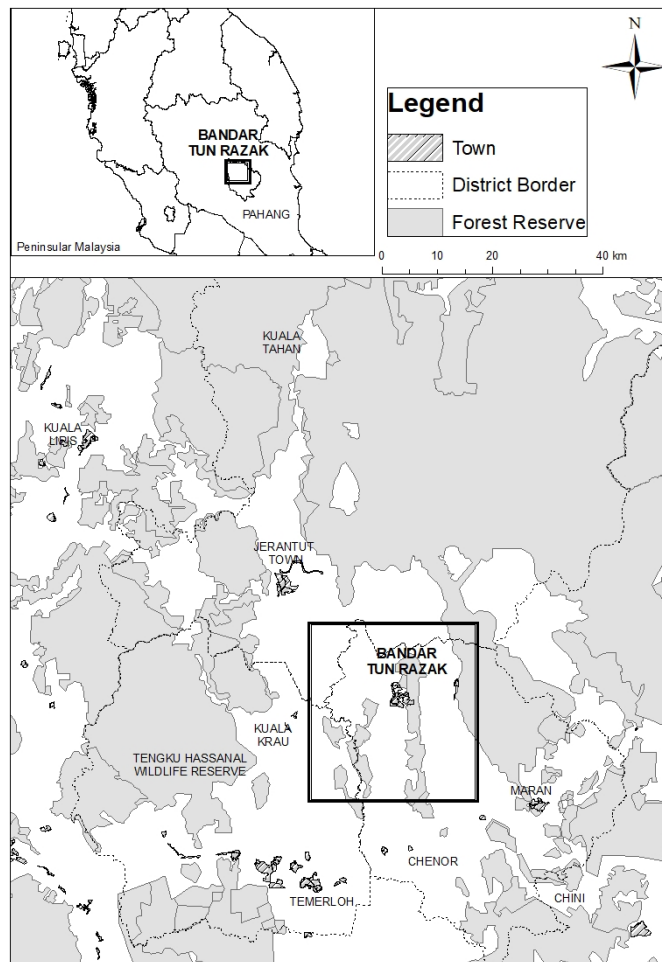 BANDAR
TUN RAZAK
PAHANG
Peninsular Malaysia
N
Legend
Town
District Border
Forest Reserve
0 10 20 40 km
KUALA
TAHAN
KUALA
LIPIS
JERANTUT
TOWN
BANDAR
TUN RAZAK
KUALA
KRAU
TENGKU HASSANAL
WILDLIFE RESERVE
MARAN
CHENOR
TEMERLOH
CHINI